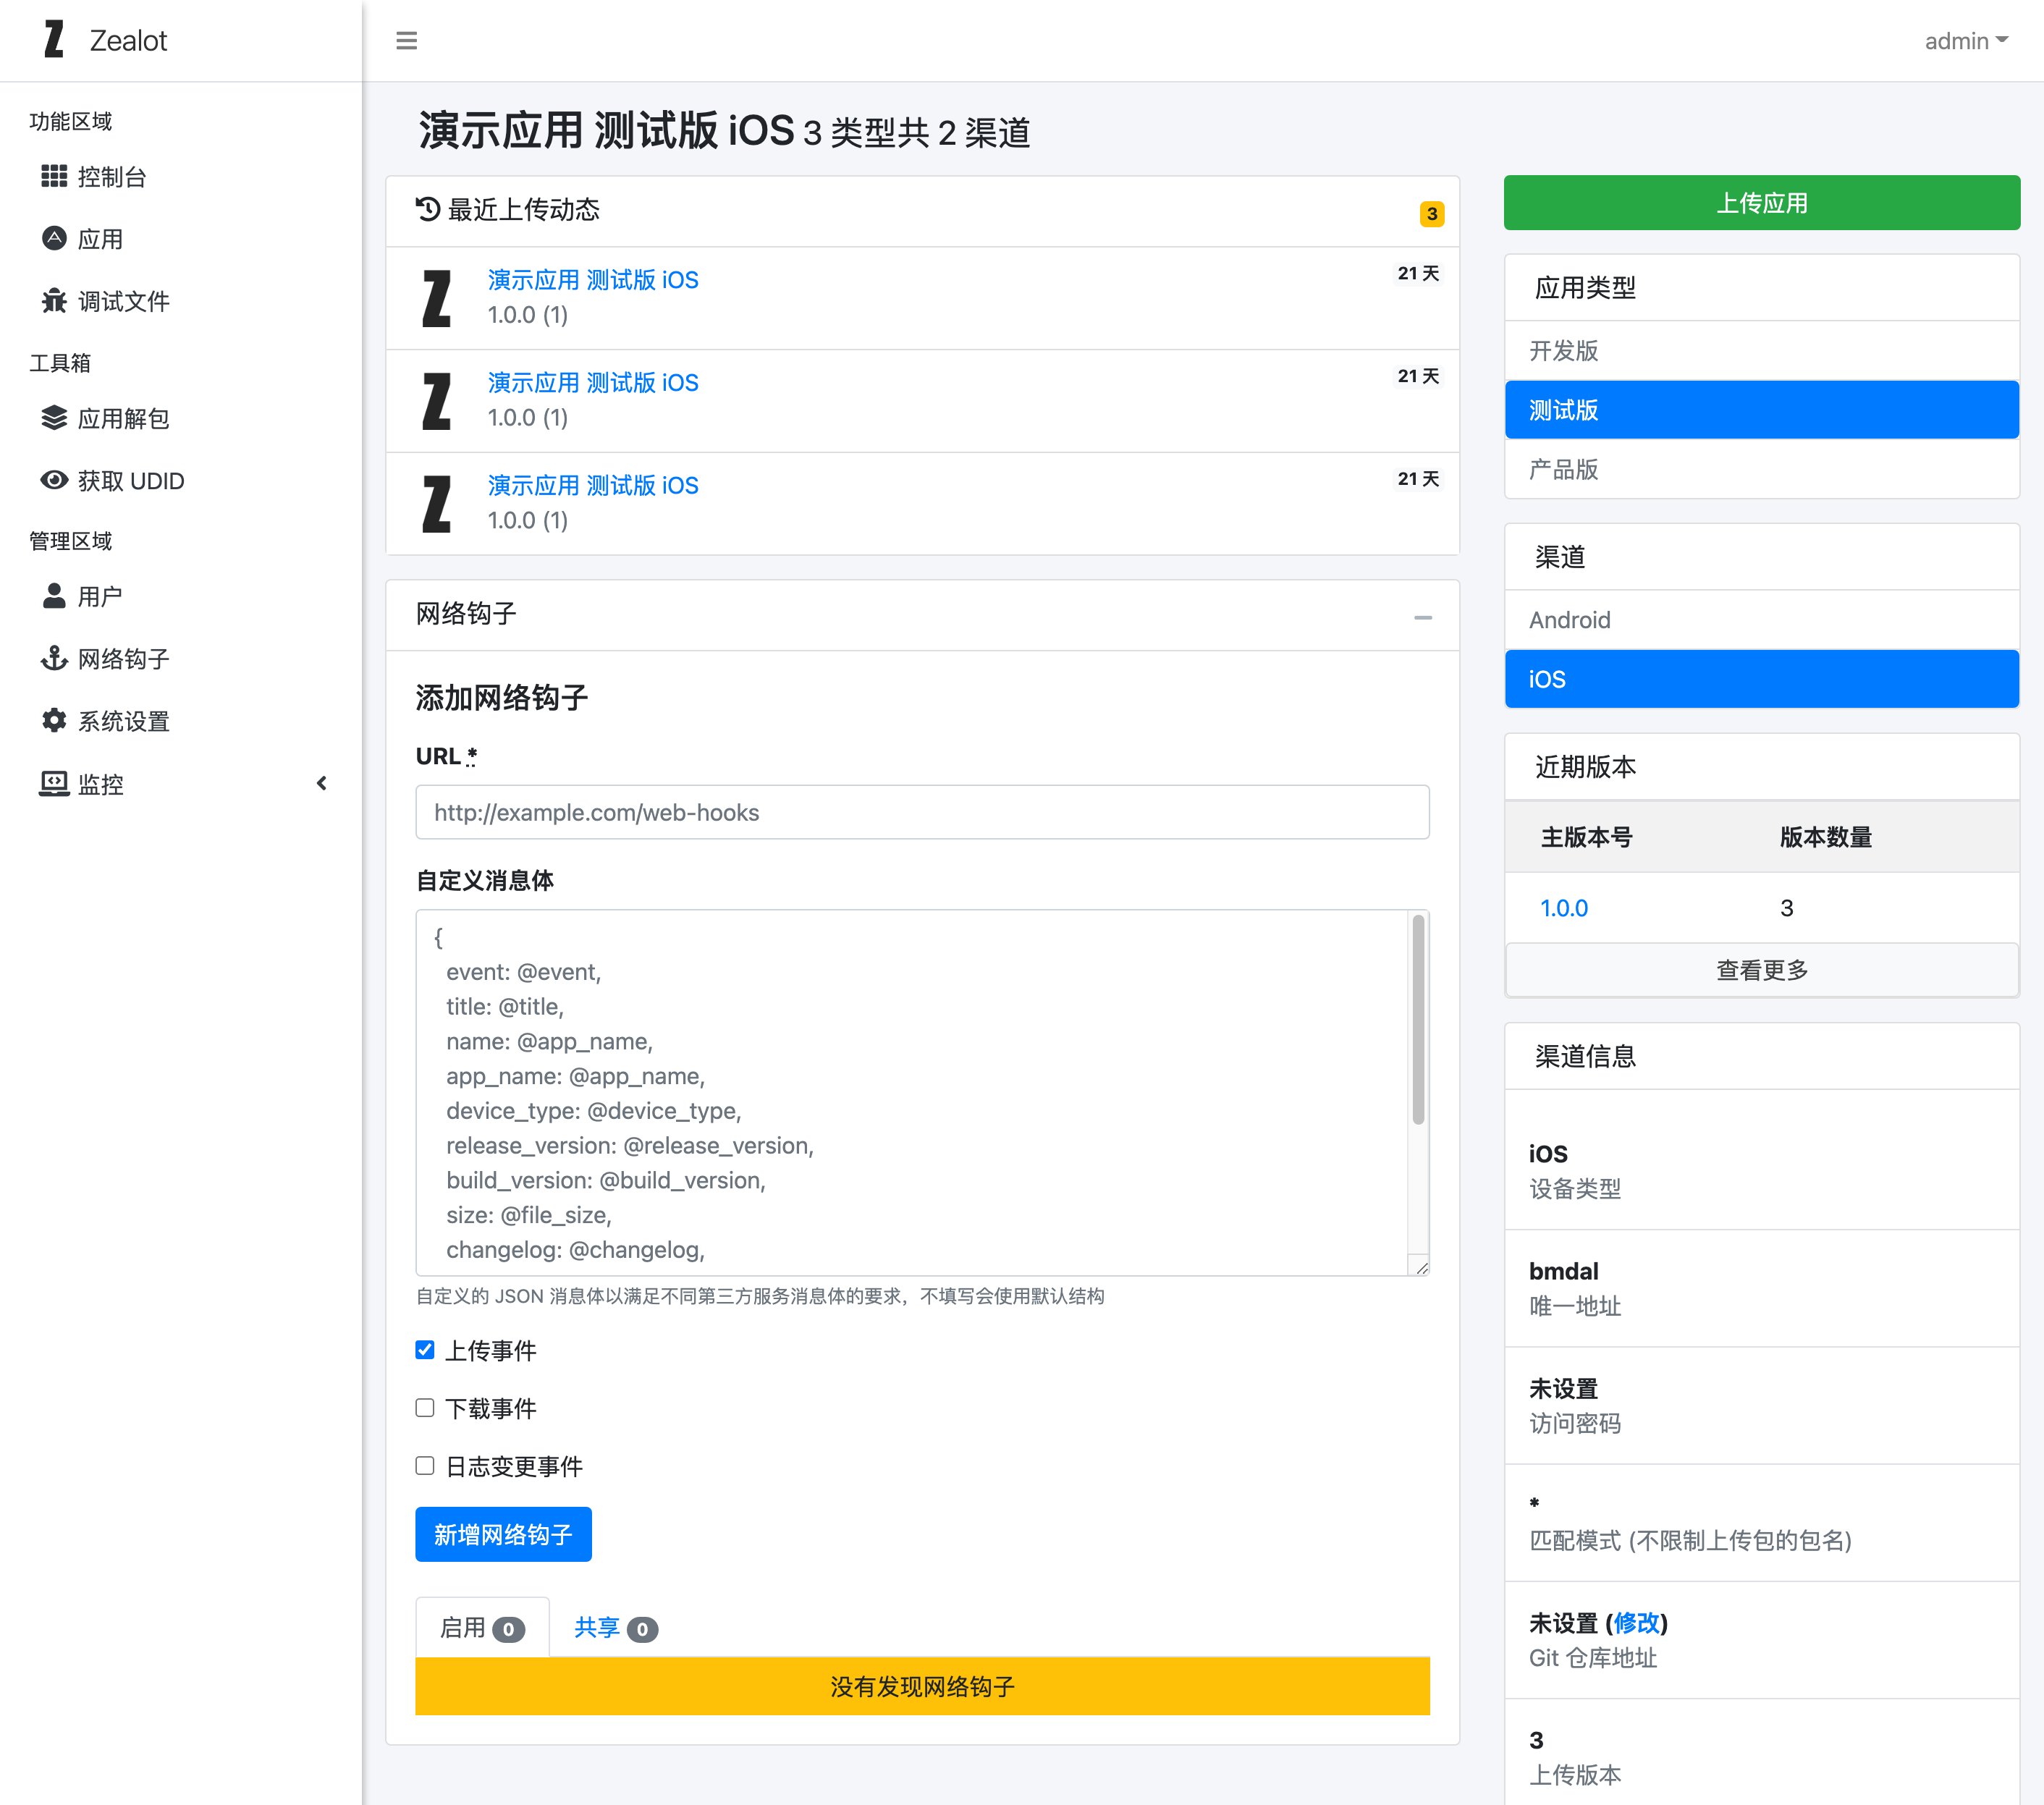 Zealot
admin
功能区域
控制台
应用
调试文件
工具箱
应用解包
获取 UDID
管理区域
用户
网络钩子
系统设置
监控
演示应用 测试版 iOS 3 类型共 2 渠道
最近上传动态
3
演示应用 测试版 iOS
21 天
1.0.0 (1)
演示应用 测试版 iOS
21 天
1.0.0 (1)
演示应用 测试版 iOS
21 天
1.0.0 (1)
网络钩子
添加网络钩子
URL *
http://example.com/web-hooks
自定义消息体
{
event: @event,
title: @title,
name: @app_name,
app_name: @app_name,
device_type: @device_type,
release_version: @release_version,
build_version: @build_version,
size: @file_size,
changelog: @changelog,
自定义的 JSON 消息体以满足不同第三方服务消息体的要求，不填写会使用默认结构
上传事件
下载事件
日志变更事件
新增网络钩子
启用 0 共享 0
没有发现网络钩子
上传应用
应用类型
开发版
测试版
产品版
渠道
Android
iOS
近期版本
主版本号 版本数量
1.0.0 3
查看更多
渠道信息
iOS
设备类型
bmdal
唯一地址
未设置
访问密码
*
匹配模式 (不限制上传包的包名)
未设置 (修改)
Git 仓库地址
3
上传版本